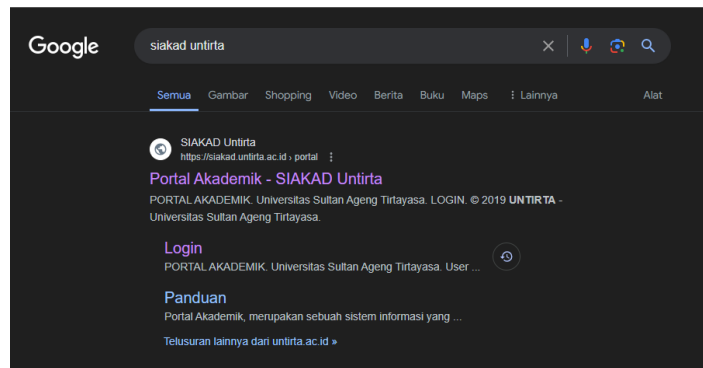 Google
siakad untirta
Semua Gambar Shopping Video Berita Buku Maps Lainnya Alat
SIAKAD Untirta
https://siakad.untirta.ac.id › portal
Portal Akademik - SIAKAD Untirta
PORTAL AKADEMIK. Universitas Sultan Ageng Tirtayasa. LOGIN. © 2019 UNTIRTA -
Universitas Sultan Ageng Tirtayasa.
Login
PORTAL AKADEMIK. Universitas Sultan Ageng Tirtayasa. User ...
Panduan
Portal Akademik, merupakan sebuah sistem informasi yang ...
Telusuran lainnya dari untirta.ac.id »